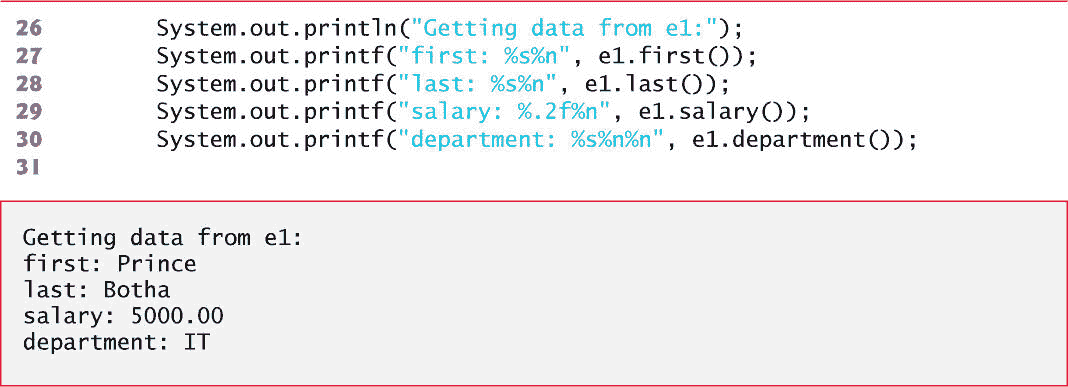 26 System.out.println("Getting data from e1:");
27 System.out.printf("first: %s%n", e1.first());
28 System.out.printf("last: %s%n", e1.last());
29 System.out.printf("salary: %.2f%n", e1.salary());
30 System.out.printf("department: %s%n%n", e1.department());
31
Getting data from e1:
first: Prince
last: Botha
salary: 5000.00
department: IT